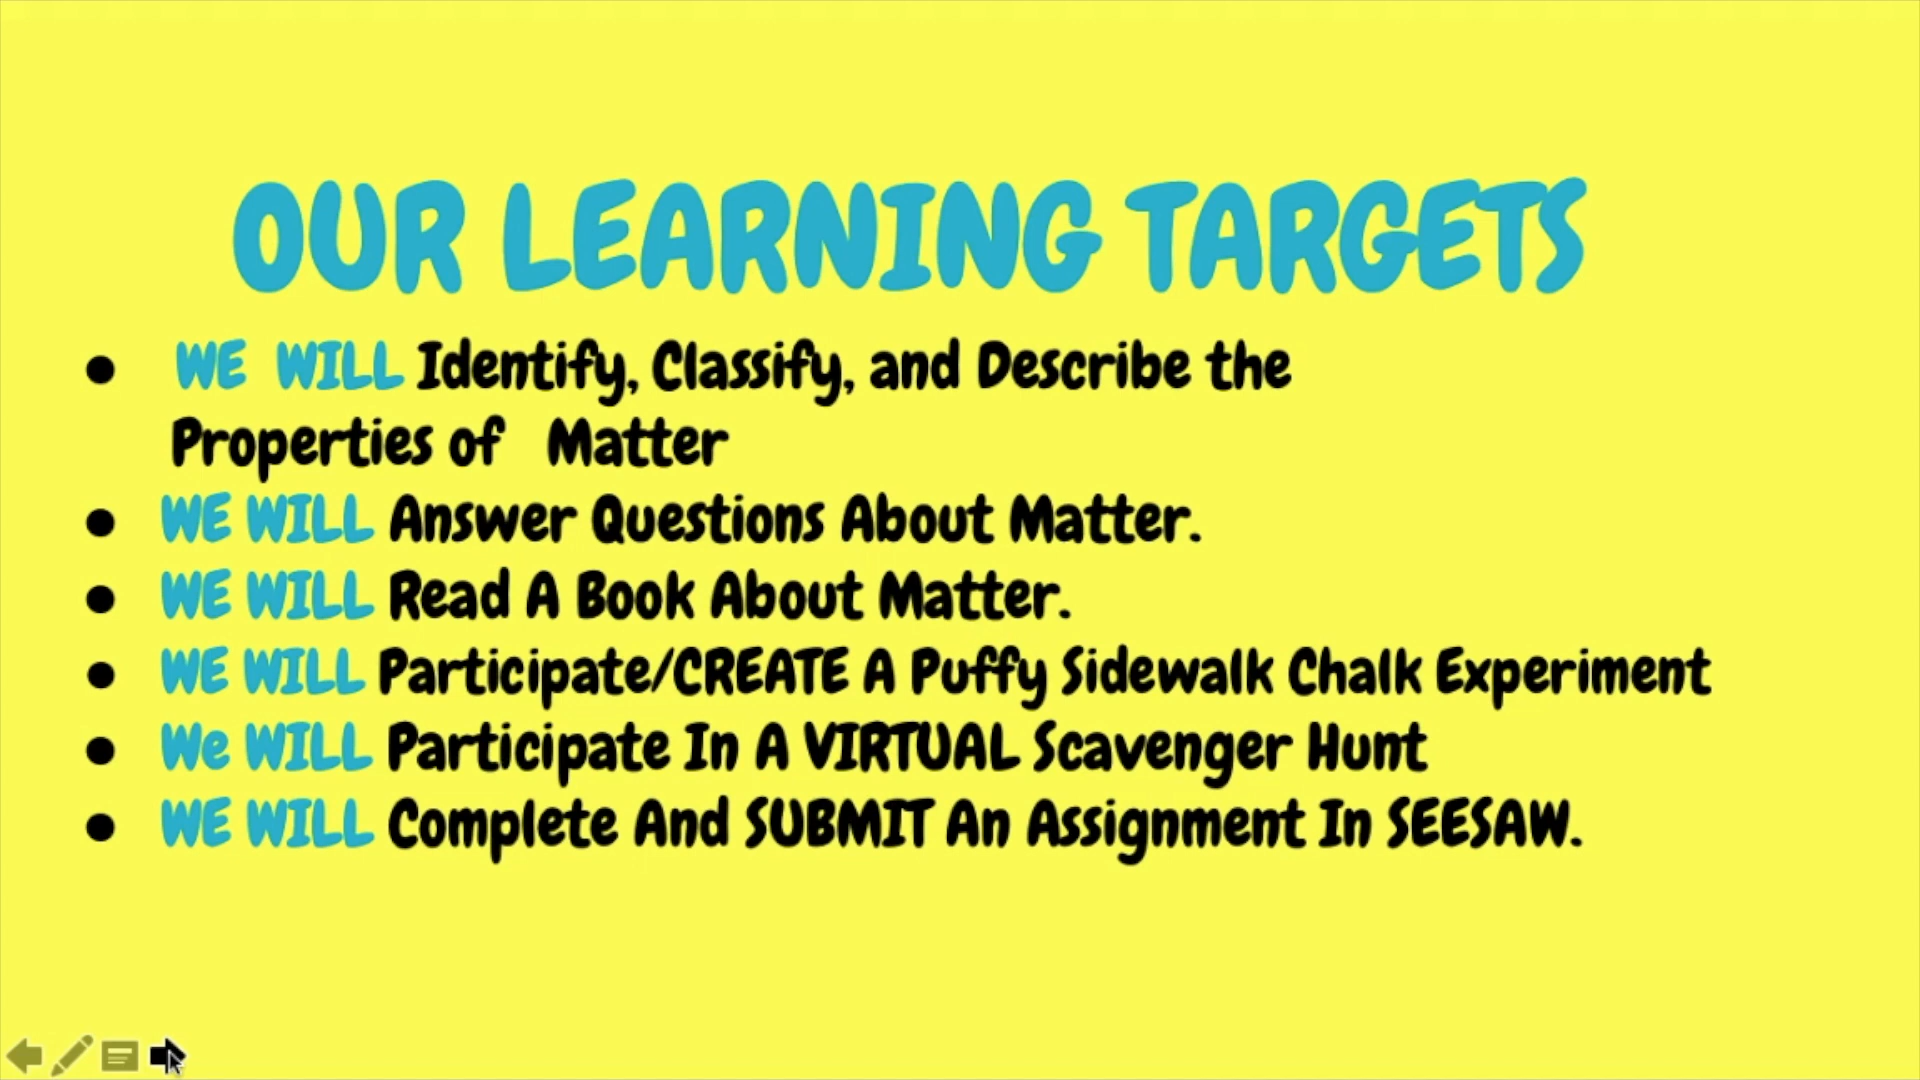 OUR LEARNING TARGETS
● WE WILL Identify, Classify, and Describe the
Properties of Matter
● WE WILL Answer Questions About Matter.
● WE WILL Read A Book About Matter.
● WE WILL Participate/CREATE A Puffy Sidewalk Chalk Experiment
● We WILL Participate In A VIRTUAL Scavenger Hunt
● WE WILL Complete And SUBMIT An Assignment In SEESAW.